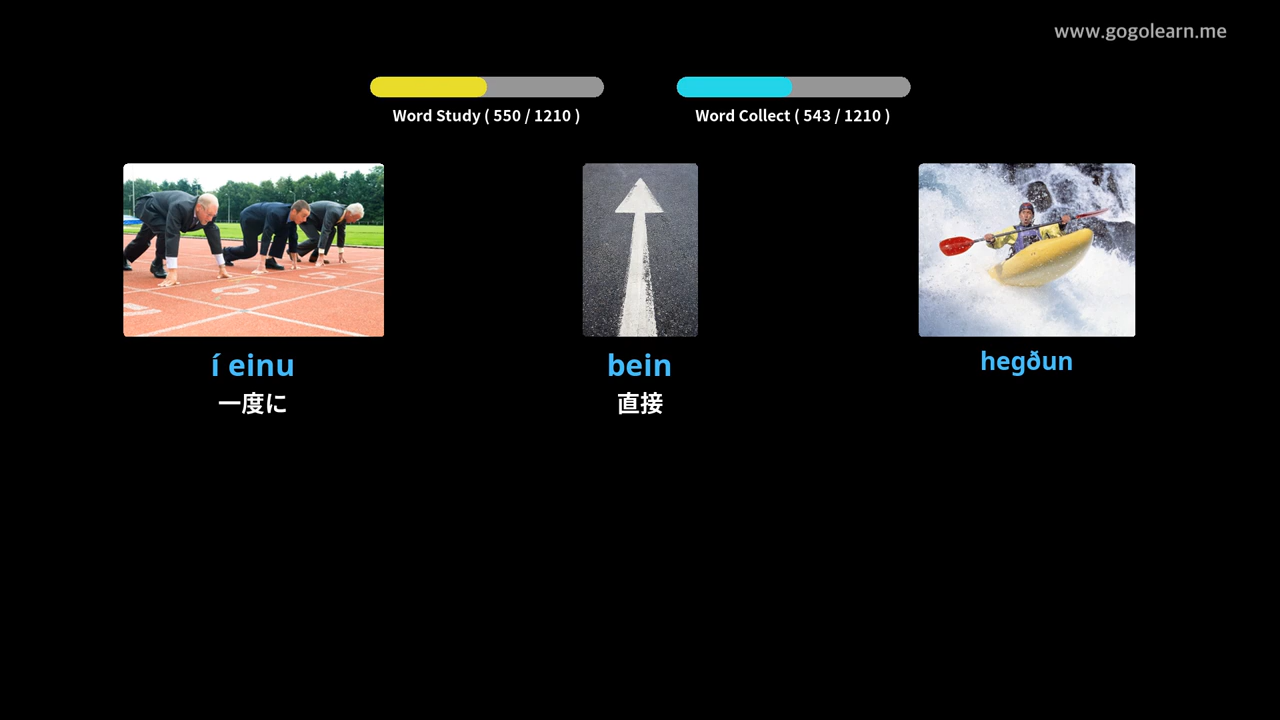 www.gogolearn.me
Word Study ( 550 / 1210 )
Word Collect ( 543 / 1210 )
í einu
一度に
bein
直接
hegðun